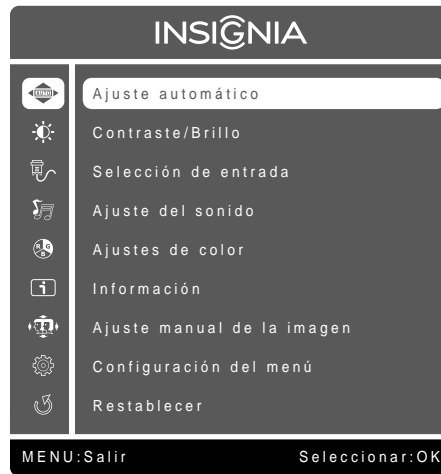 INSIGNIA
AUTO
Ajuste automático
Contraste/Brillo
Selección de entrada
Ajuste del sonido
R G B
Ajustes de color
i
Información
Ajuste manual de la imagen
Configuración del menú
Restablecer
MENU:Salir Seleccionar:OK